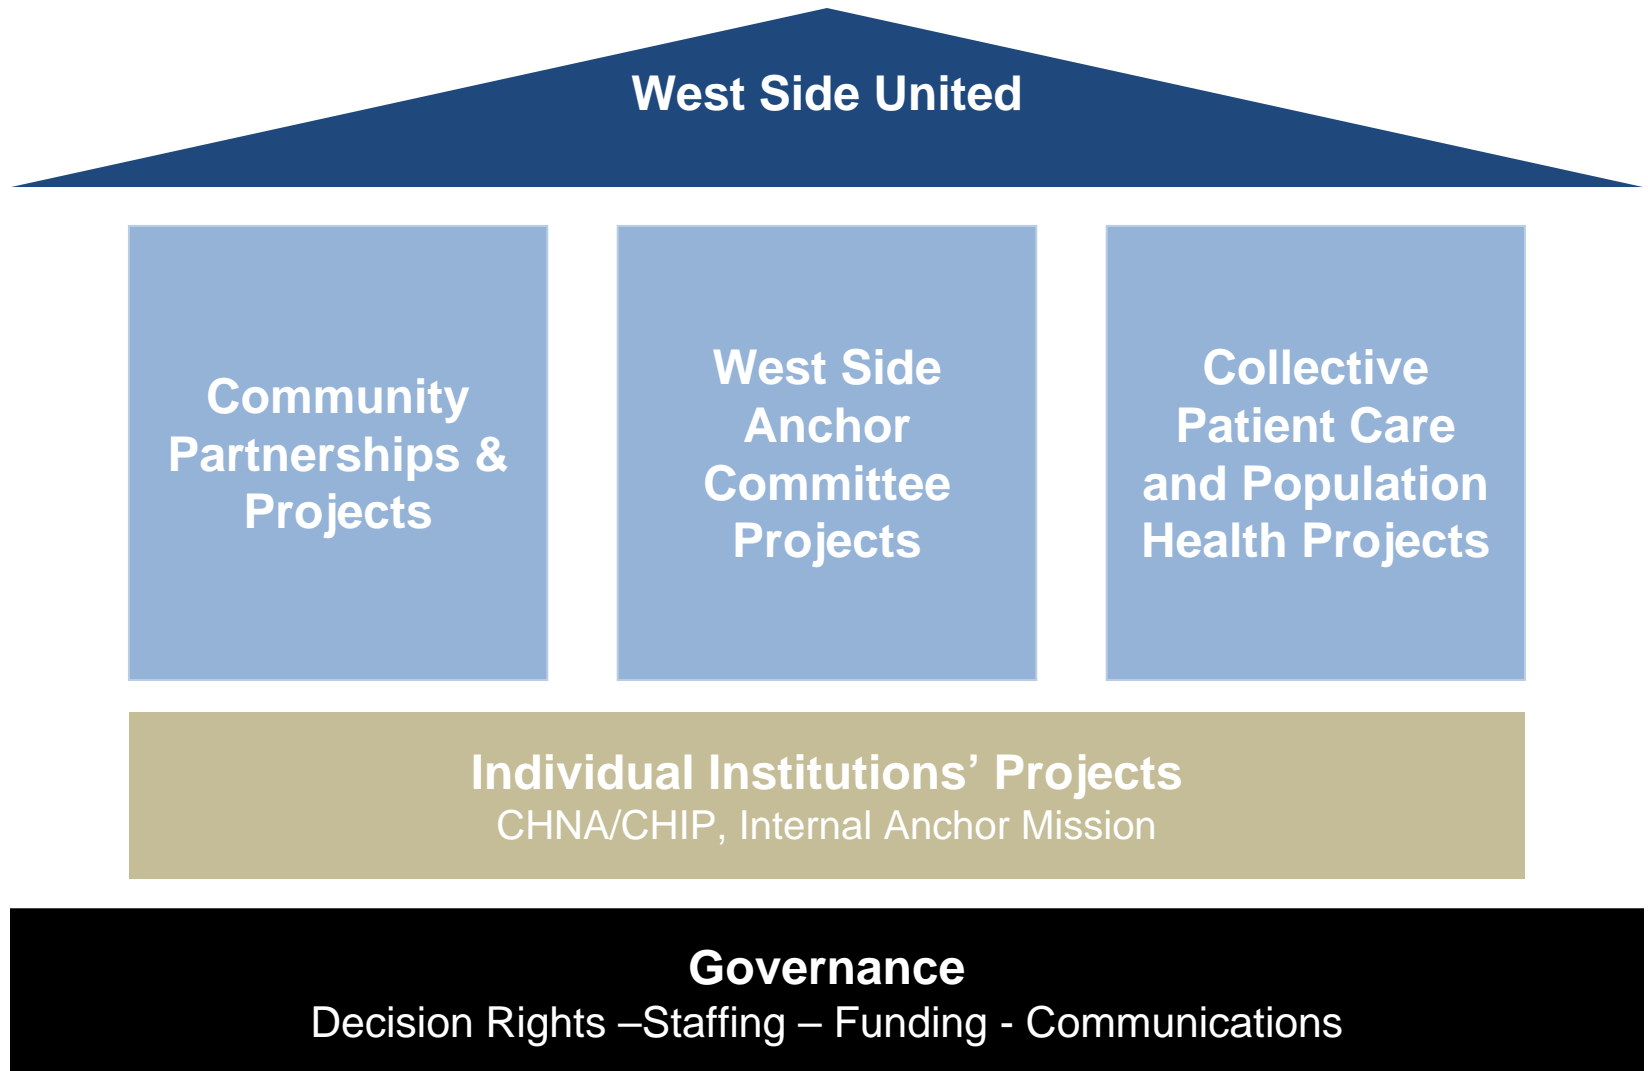 West Side United
Community
Partnerships &
Projects
West Side
Anchor
Committee
Projects
Collective
Patient Care
and Population
Health Projects
Individual Institutions’ Projects
CHNA/CHIP, Internal Anchor Mission
Governance
Decision Rights –Staffing – Funding - Communications